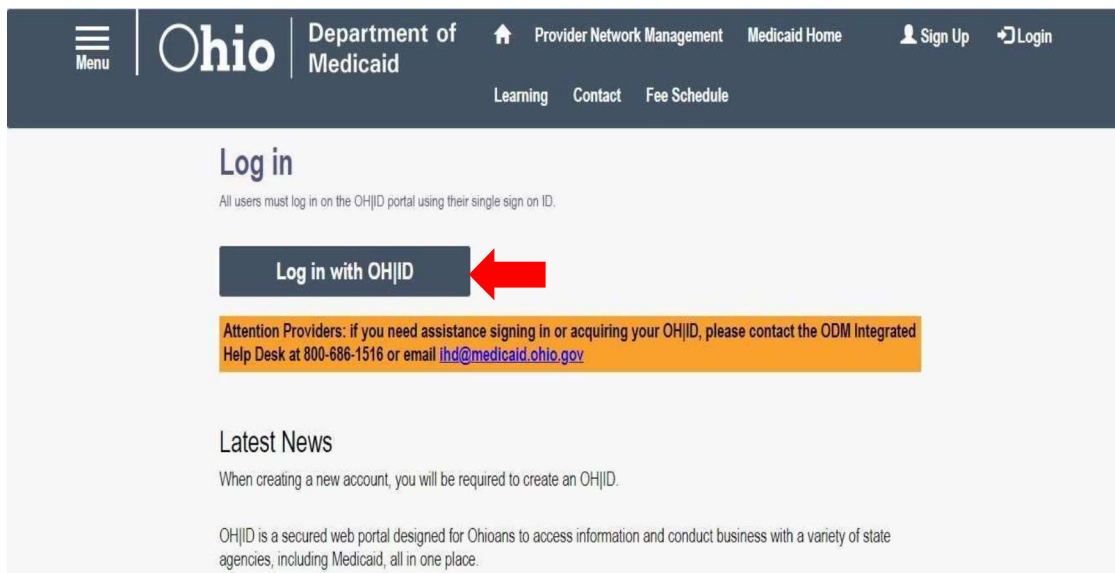 Menu
Ohio
Department of
Medicaid
Provider Network Management
Medicaid Home
Sign Up
Login
Learning
Contact
Fee Schedule
Log in
All users must log in on the OH|ID portal using their single sign on ID.
Log in with OH|ID
Attention Providers: if you need assistance signing in or acquiring your OH|ID, please contact the ODM Integrated
Help Desk at 800-686-1516 or email ihd@medicaid.ohio.gov
Latest News
When creating a new account, you will be required to create an OH|ID.
OH|ID is a secured web portal designed for Ohioans to access information and conduct business with a variety of state
agencies, including Medicaid, all in one place.